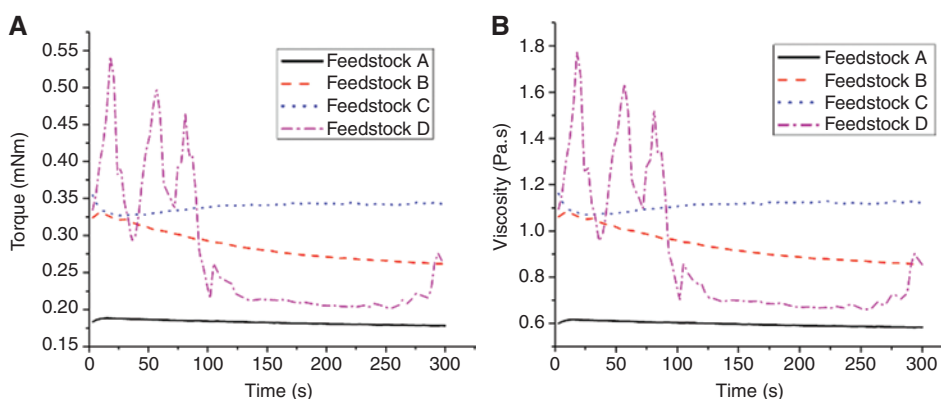 A
Torque (mNm)
0.55
0.50
0.45
0.40
0.35
0.30
0.25
0.20
0.15
0 50 100 150 200 250 300
Time (s)
Feedstock A
Feedstock B
Feedstock C
Feedstock D
B
Viscosity (Pa.s)
1.8
1.6
1.4
1.2
1.0
0.8
0.6
0 50 100 150 200 250 300
Time (s)
Feedstock A
Feedstock B
Feedstock C
Feedstock D